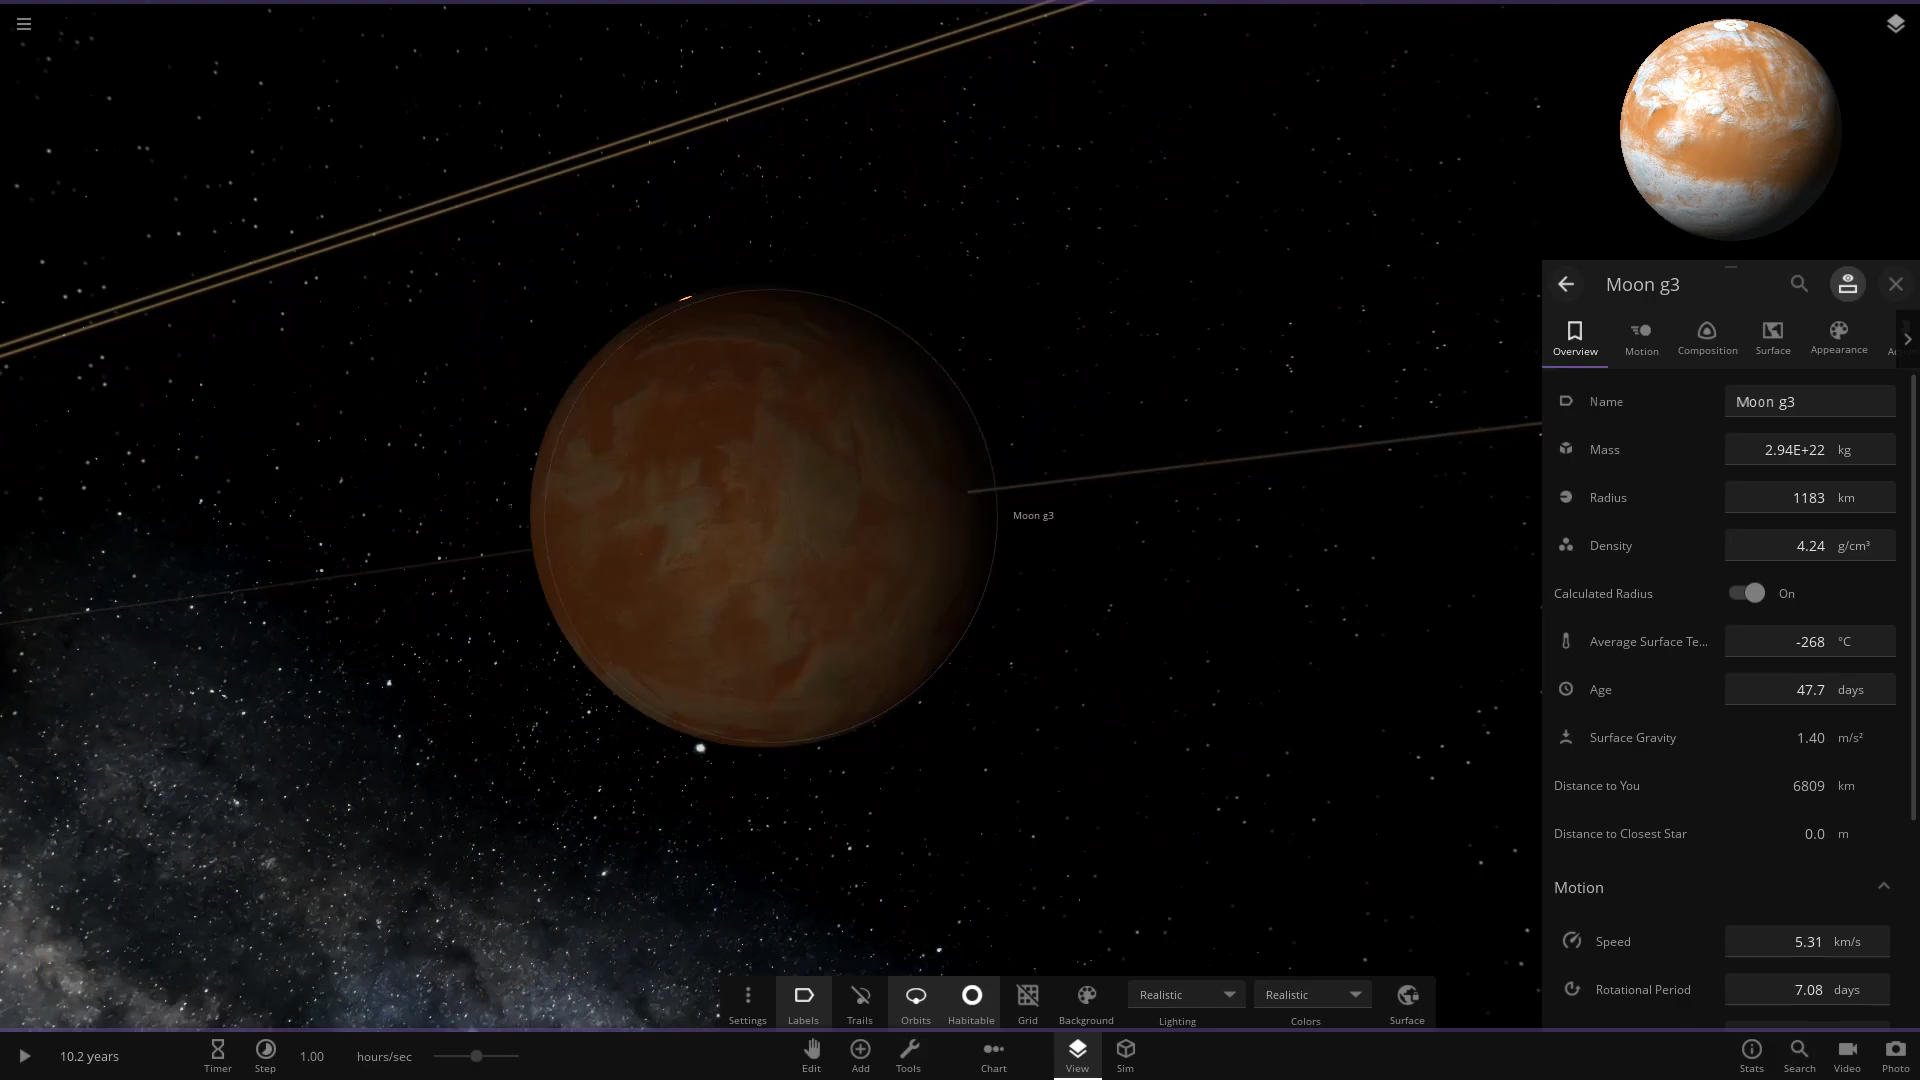 Moon g3
Overview
Motion
Composition
Surface
Appearance
Name Moon g3
Mass 2.94E+22 kg
Radius 1183 km
Density 4.24 g/cm³
Calculated Radius On
Average Surface Te... -268 °C
Age 47.7 days
Surface Gravity 1.40 m/s²
Distance to You 6809 km
Distance to Closest Star 0.0 m
Motion
Speed 5.31 km/s
Rotational Period 7.08 days
Moon g3
Realistic Realistic
Settings Labels Trails Orbits Habitable Grid Background Lighting Colors Surface
10.2 years
Timer Step
1.00 hours/sec
Edit Add Tools Chart View Sim
Stats Search Video Photo